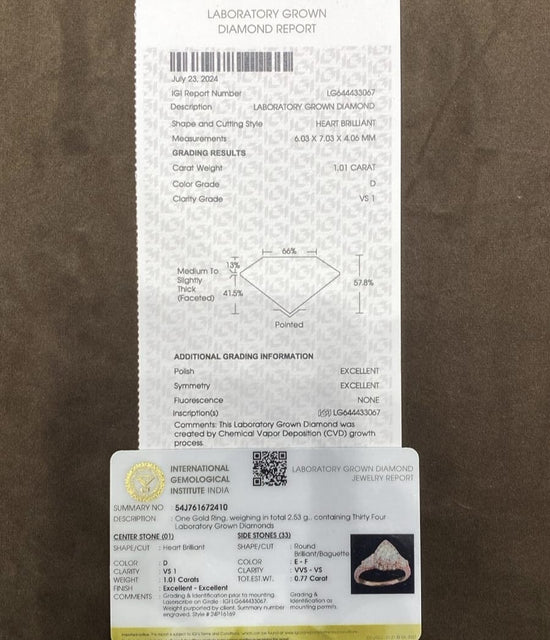 LABORATORY GROWN
DIAMOND REPORT
July 23, 2024
IGI Report Number LG644433067
Description LABORATORY GROWN DIAMOND
Shape and Cutting Style HEART BRILLIANT
Measurements 6.03 X 7.03 X 4.06 MM
GRADING RESULTS
Carat Weight 1.01 CARAT
Color Grade D
Clarity Grade VS 1
66%
13%
Medium To
Slightly
Thick
(Faceted)
41.5%
57.8%
Pointed
ADDITIONAL GRADING INFORMATION
Polish EXCELLENT
Symmetry EXCELLENT
Fluorescence NONE
Inscription(s) LG644433067
Comments: This Laboratory Grown Diamond was
created by Chemical Vapor Deposition (CVD) growth
process.
INTERNATIONAL
GEMOLOGICAL
INSTITUTE INDIA
LABORATORY GROWN DIAMOND
JEWELRY REPORT
SUMMARY NO. 54J761672410
DESCRIPTION : One Gold Ring, weighing in total 2.53 g., containing Thirty Four
Laboratory Grown Diamonds
CENTER STONE (01) SIDE STONES (33)
SHAPE/CUT : Heart Brilliant SHAPE/CUT : Round Brilliant/Baguette
COLOR : D COLOR : E - F
CLARITY : VS 1 CLARITY : VVS - VS
WEIGHT : 1.01 Carats TOT.EST.WT. : 0.77 Carat
FINISH : Excellent - Excellent
COMMENTS : Grading & Identification prior to mounting.
Laserscribe on Girdle : IGI LG644433067
Weight purported by client. Summary number
engraved. Style # 24P16169
Grading &
Identification as
mounting permits.